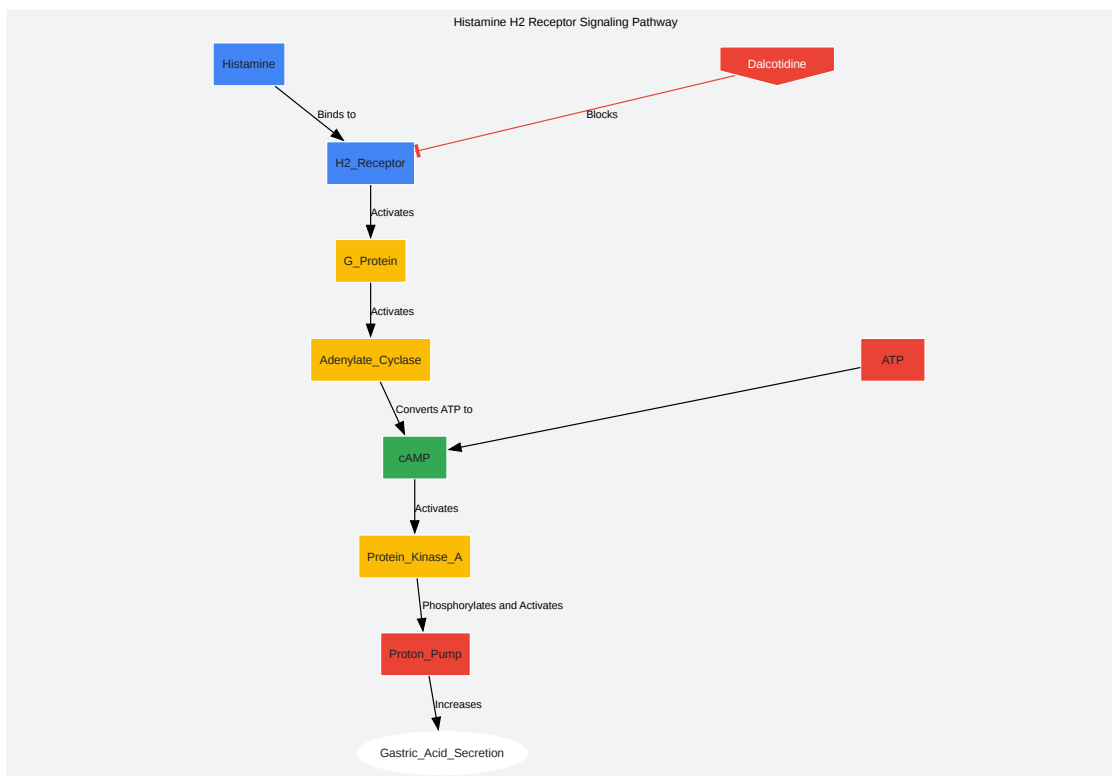 Histamine H2 Receptor Signaling Pathway
Histamine
Dalcotidine
Binds to
Blocks
H2_Receptor
Activates
G_Protein
Activates
Adenylate_Cyclase
ATP
Converts ATP to
cAMP
Activates
Protein_Kinase_A
Phosphorylates and Activates
Proton_Pump
Increases
Gastric_Acid_Secretion